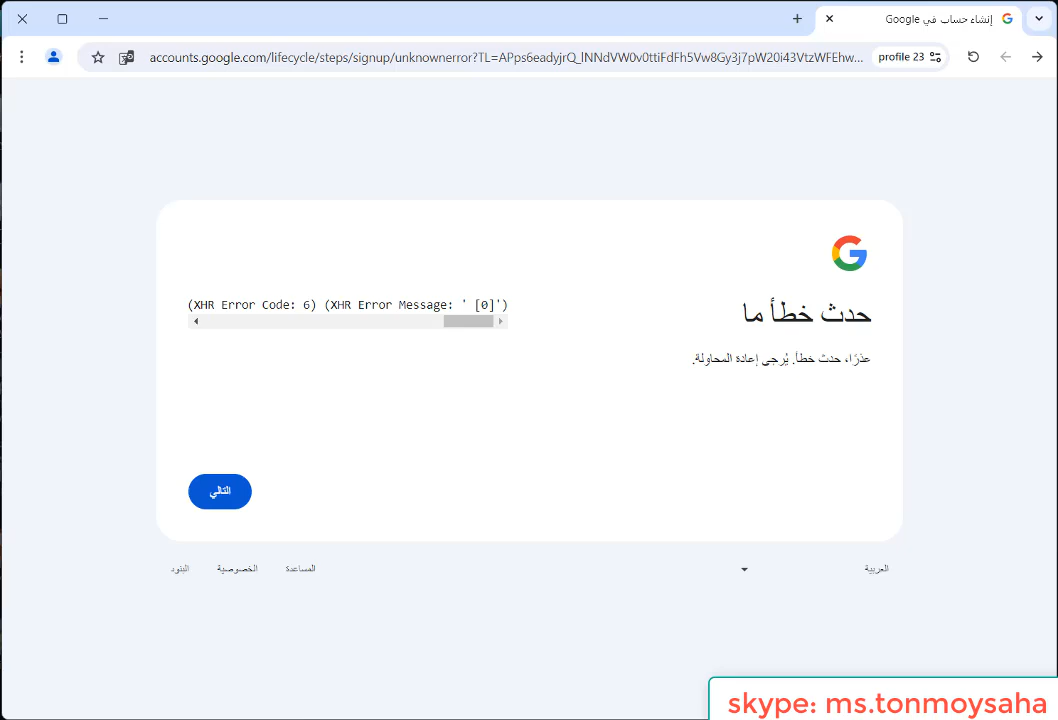 إنشاء حساب في Google
accounts.google.com/lifecycle/steps/signup/unknownerror?TL=APps6eadyjrQ_lNNdVW0v0ttiFdFh5Vw8Gy3j7pW20i43VtzWFEhw...
profile 23
(XHR Error Code: 6) (XHR Error Message: ' [0]')
حدث خطأ ما
عذرًا، حدث خطأ. يُرجى إعادة المحاولة.
التالي
العربية
المساعدة
الخصوصية
البنود
skype: ms.tonmoysaha